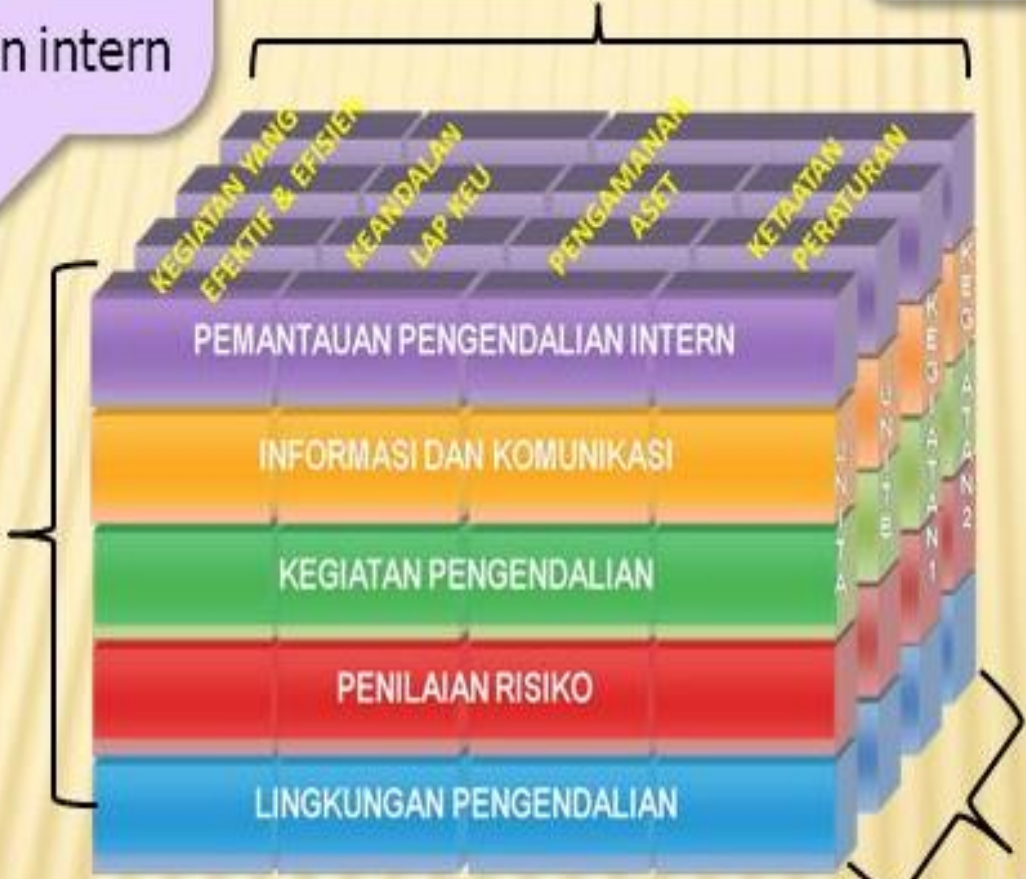 n intern
KEGIATAN YANG
EFEKTIF & EFISIEN
KEANDALAN
LAP KEU
PENGAMANAN
ASET
KETAATAN
PERATURAN
PEMANTAUAN PENGENDALIAN INTERN
INFORMASI DAN KOMUNIKASI
KEGIATAN PENGENDALIAN
PENILAIAN RISIKO
LINGKUNGAN PENGENDALIAN
UNIT A
UNIT B
KEGIATAN 1
KEGIATAN 2